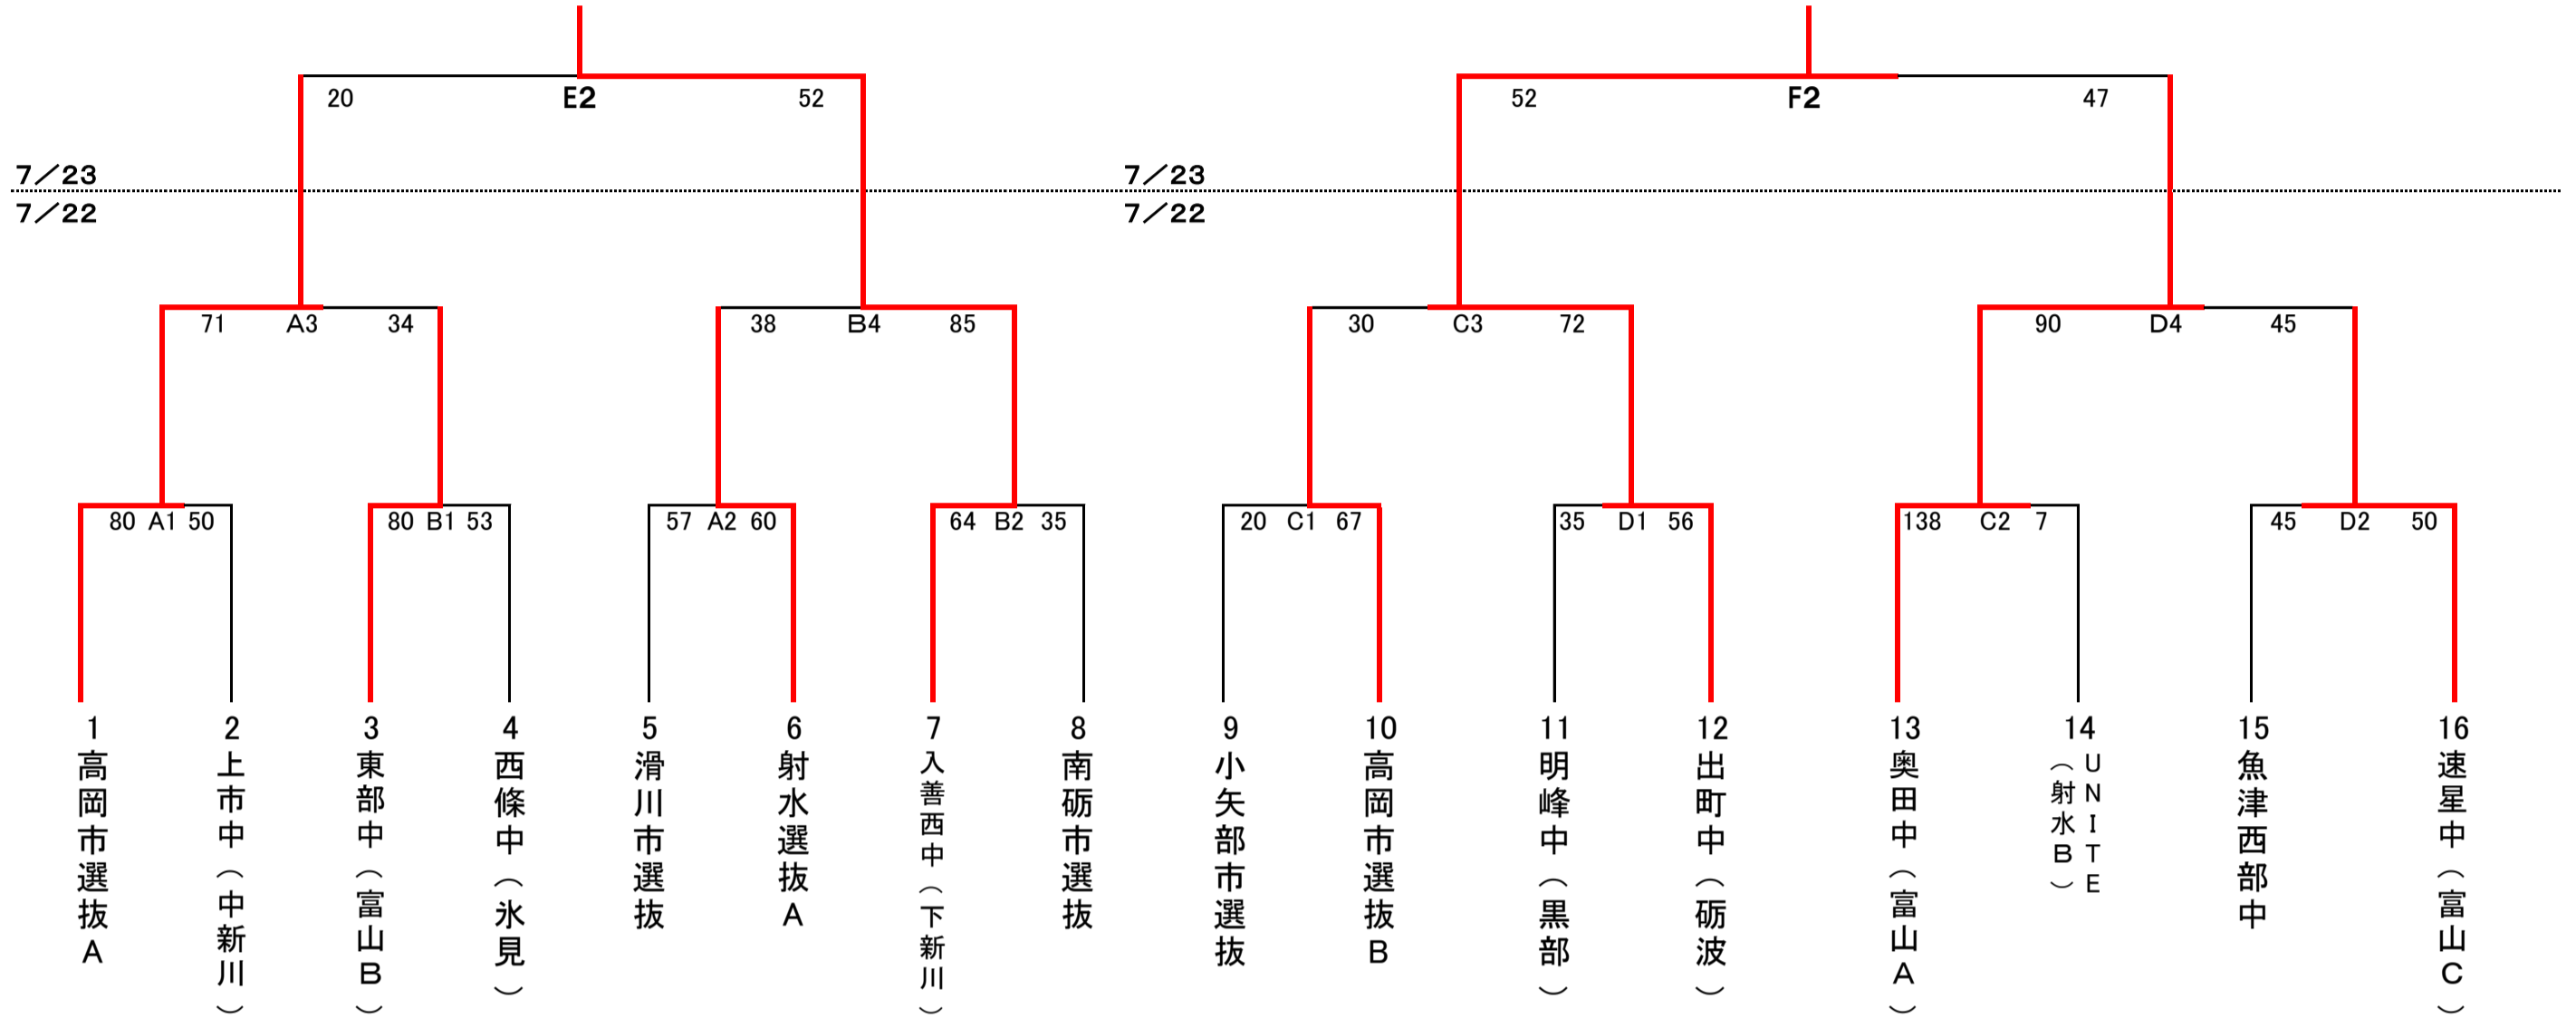 20 E2 52
52 F2 47
7／23
7／23
7／22
7／22
71 A3 34
38 B4 85
30 C3 72
90 D4 45
80 A1 50
80 B1 53
57 A2 60
64 B2 35
20 C1 67
35 D1 56
138 C2 7
45 D2 50
1
高岡市選抜A
2
上市中（中新川）
3
東部中（富山B）
4
西條中（氷見）
5
滑川市選抜
6
射水選抜A
7
入善西中（下新川）
8
南砺市選抜
9
小矢部市選抜
10
高岡市選抜B
11
明峰中（黒部）
12
出町中（砺波）
13
奥田中（富山A）
14
UNITE
（射水B）
15
魚津西部中
16
速星中（富山C）